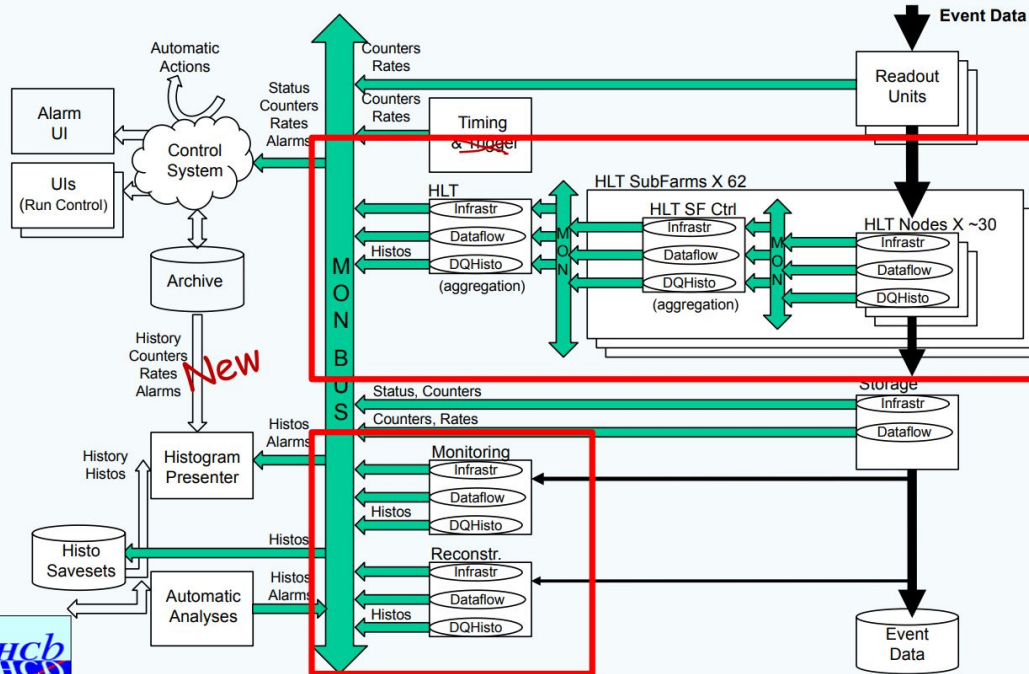 Event Data
Automatic
Actions
Counters
Rates
Readout
Units
Alarm
UI
Status
Counters
Rates
Alarms
Counters
Rates
Timing
& Trigger
Control
System
UIs
(Run Control)
HLT SubFarms X 62
HLT
HLT SF Ctrl
HLT Nodes X ~30
Infrastr
Dataflow
Histos
DQHisto
(aggregation)
MON
Infrastr
Dataflow
DQHisto
(aggregation)
MON
Infrastr
Dataflow
DQHisto
MON BUS
Archive
History
Counters
Rates
Alarms
New
Storage
Status, Counters
Infrastr
Counters, Rates
Dataflow
Histos
Alarms
Histogram
Presenter
History
Histos
Monitoring
Infrastr
Dataflow
Histos
DQHisto
Histo
Savesets
Histos
Reconstr.
Infrastr
Dataflow
Histos
DQHisto
Automatic
Analyses
Histos
Alarms
Event
Data